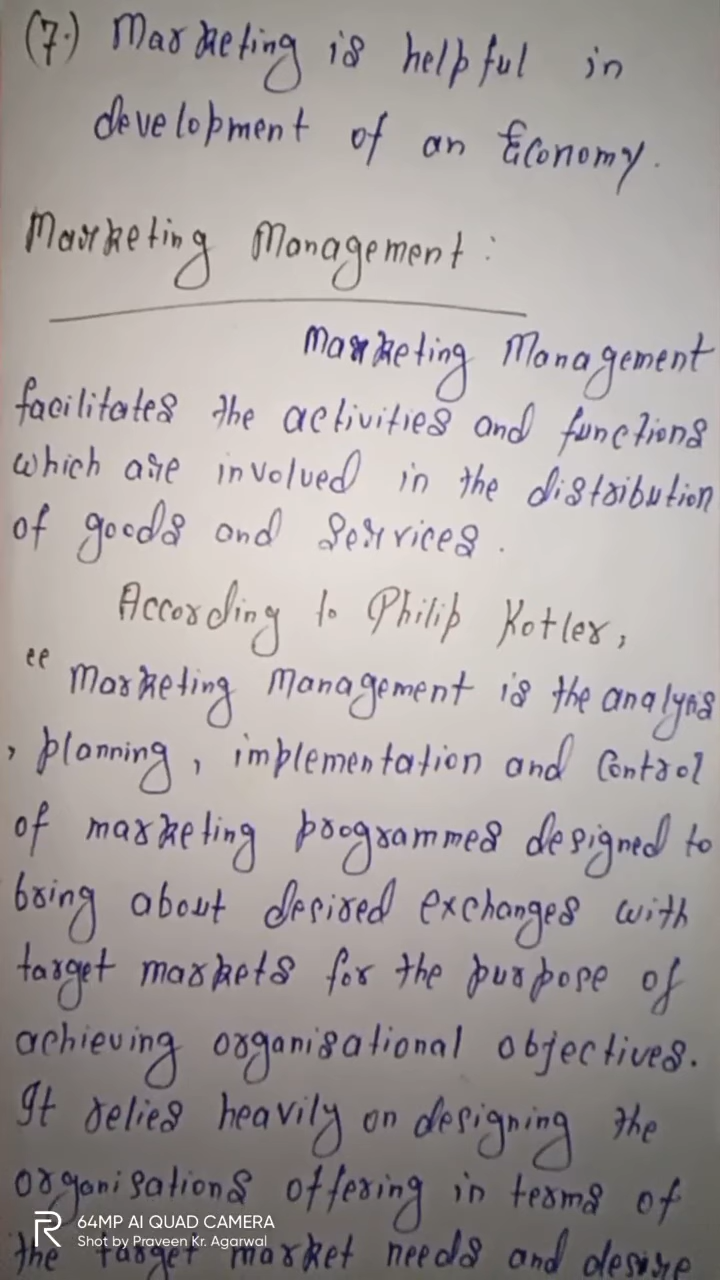 (7.) Marketing is helpful in
development of an Economy.
Marketing Management :
Marketing Management
facilitates the activities and functions
which are involved in the distribution
of goods and services.
According to Philip Kotler,
“ Marketing Management is the analysis
, planning, implementation and control
of marketing programmes designed to
bring about desired exchanges with
target markets for the purpose of
achieving organisational objectives.
It relies heavily on designing the
organisations offering in terms of
the target market needs and desire
64MP AI QUAD CAMERA
Shot by Praveen Kr. Agarwal